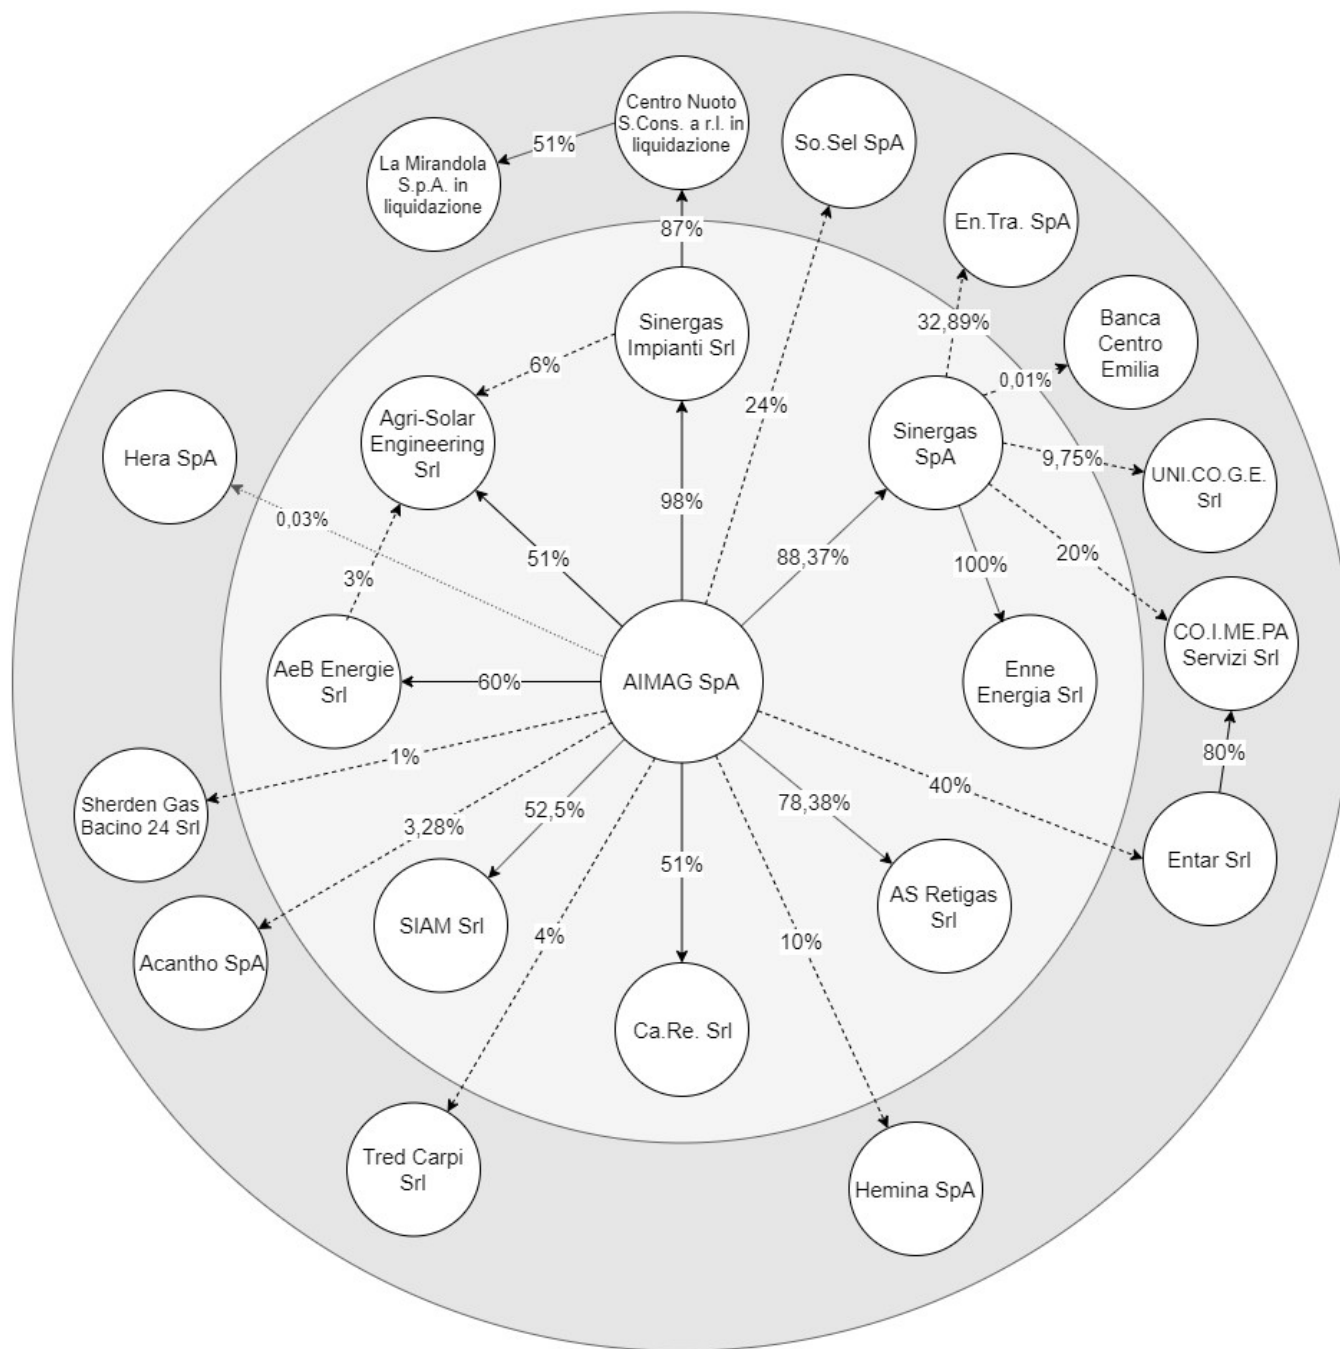 Centro Nuoto
S.Cons. a r.l. in
liquidazione
So.Sel SpA
La Mirandola
S.p.A. in
liquidazione
51%
En.Tra. SpA
87%
Sinergas
Impianti Srl
32,89%
Banca
Centro
Emilia
0,01%
6%
24%
Agri-Solar
Engineering
Srl
Sinergas
SpA
Hera SpA
9,75%
UNI.CO.G.E.
Srl
0,03%
98%
51%
88,37%
100%
20%
3%
CO.I.ME.PA
Servizi Srl
AeB Energie
Srl
60%
AIMAG SpA
Enne
Energia Srl
1%
80%
40%
Sherden Gas
Bacino 24 Srl
52,5%
78,38%
3,28%
51%
Entar Srl
AS Retigas
Srl
SIAM Srl
4%
10%
Acantho SpA
Ca.Re. Srl
Tred Carpi
Srl
Hemina SpA